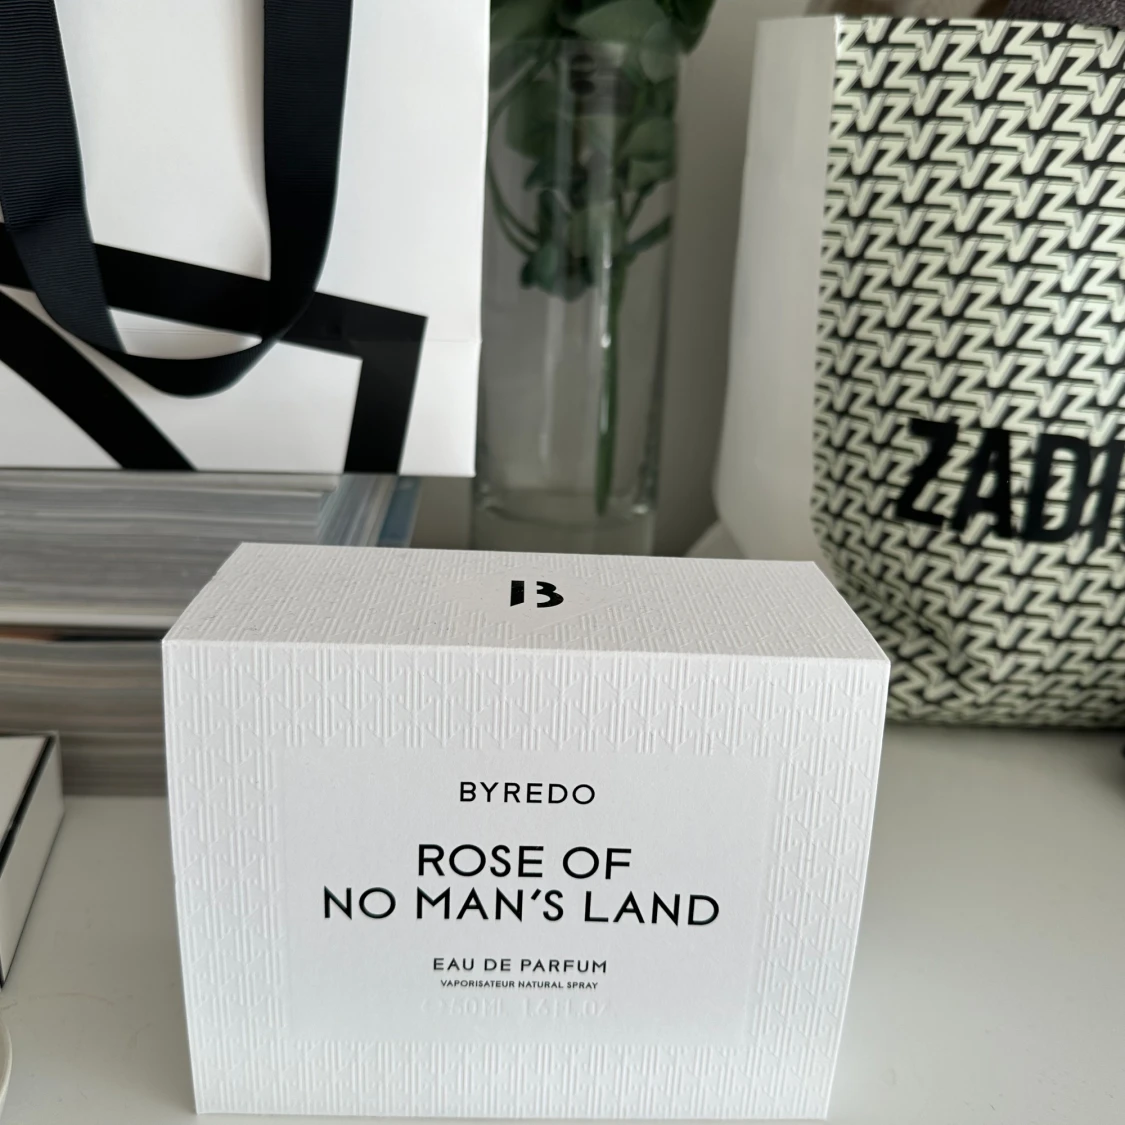 ZADI
B
BYREDO
ROSE OF
NO MAN'S LAND
EAU DE PARFUM
VAPORISATEUR NATURAL SPRAY